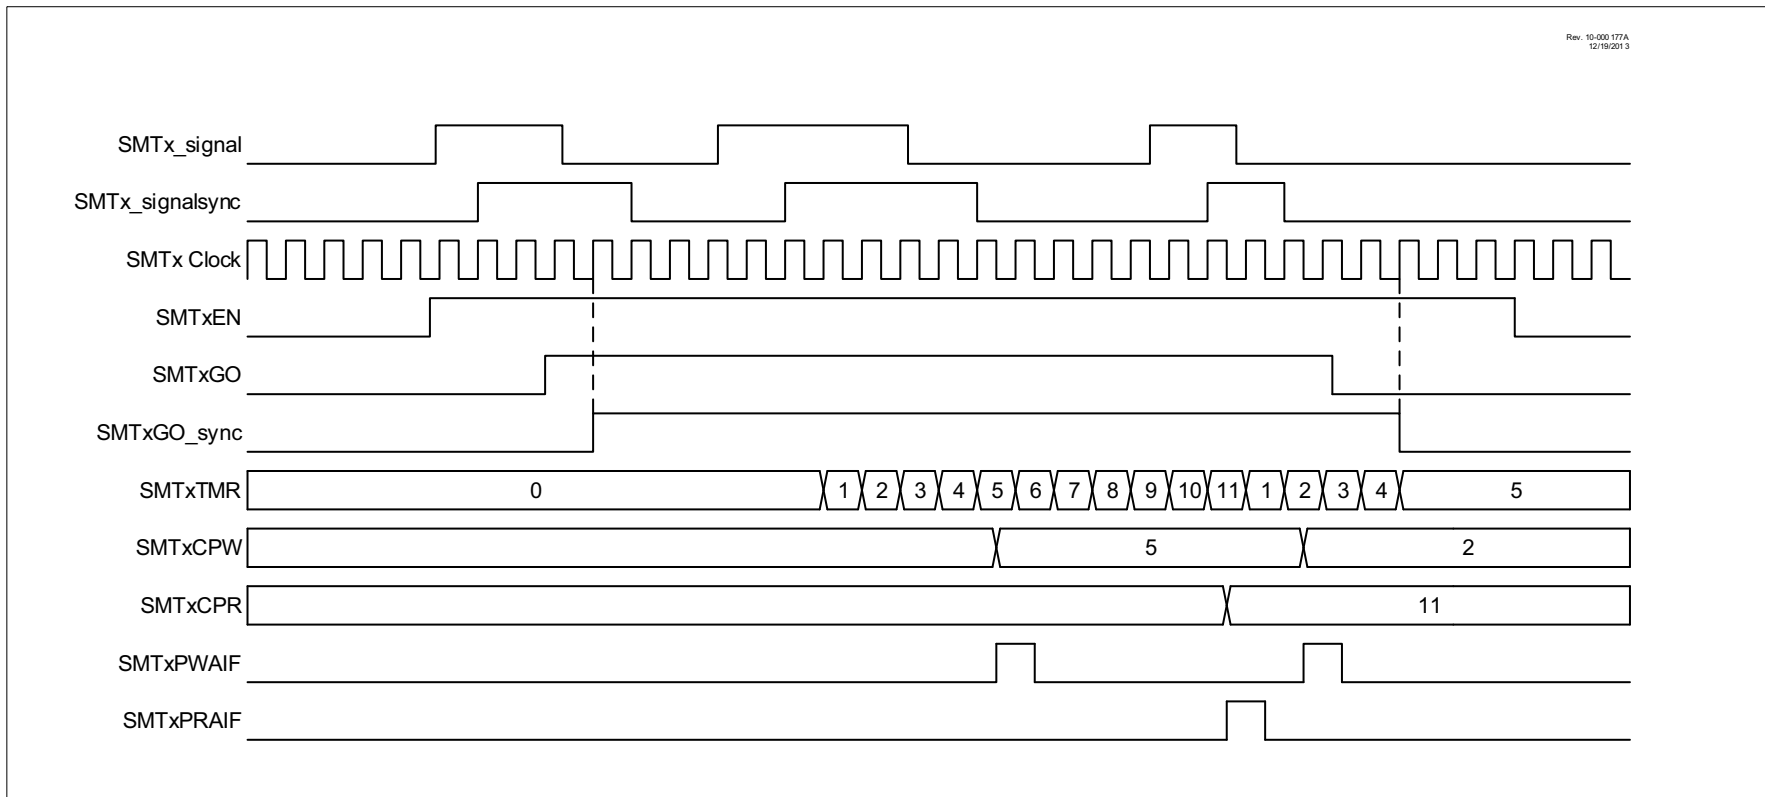 Rev. 10-000 177A
12/19/201 3
SMTx_signal
SMTx_signalsync
SMTx Clock
SMTxEN
SMTxGO
SMTxGO_sync
SMTxTMR 0 1 2 3 4 5 6 7 8 9 10 11 1 2 3 4 5
SMTxCPW 5 2
SMTxCPR 11
SMTxPWAIF
SMTxPRAIF